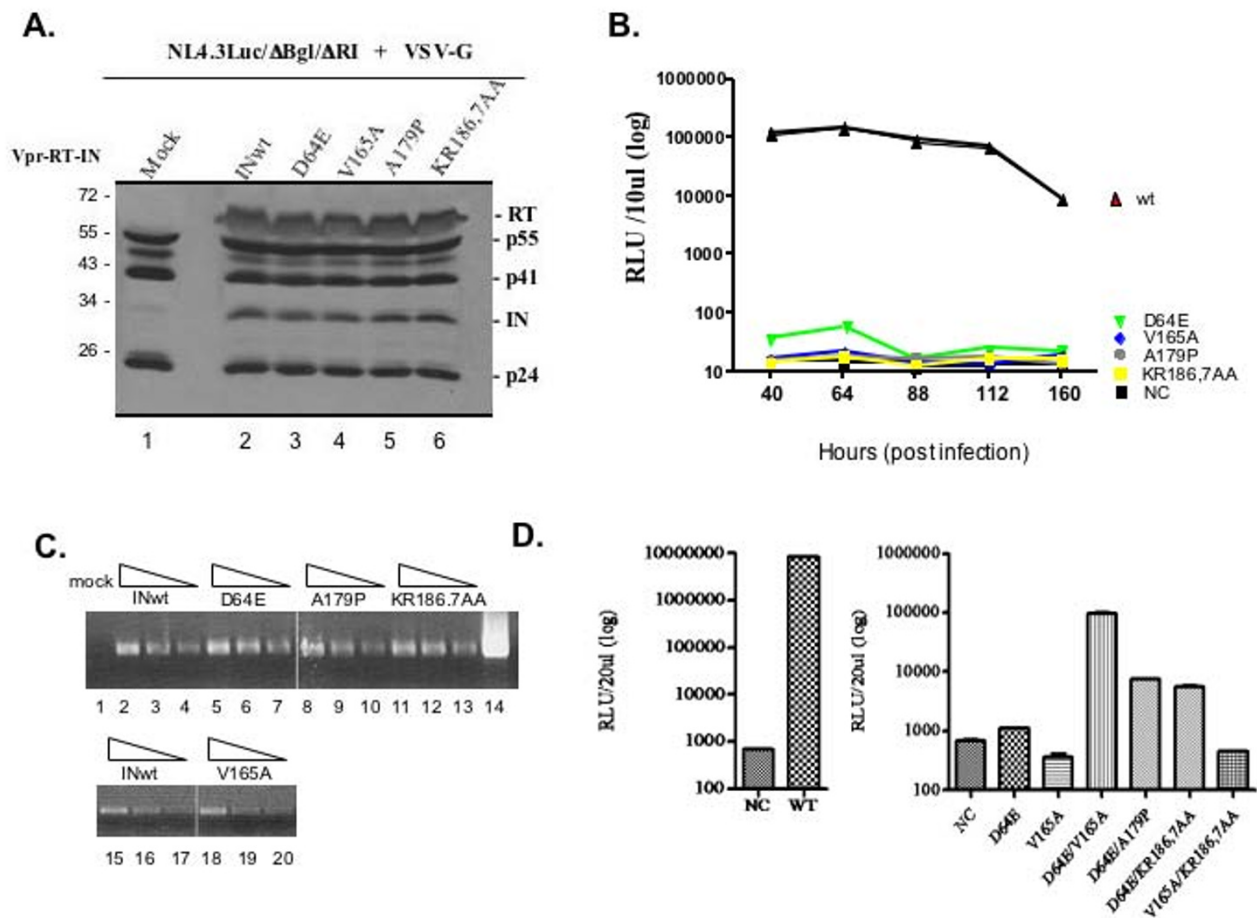 A.
NL4.3Luc/ΔBgl/ΔRI + VSV-G
Vpr-RT-IN
Mock
INwt
D64E
V165A
A179P
KR186,7AA
72 -
55 -
43 -
34 -
26 -
- RT
- p55
- p41
- IN
- p24
1 2 3 4 5 6
B.
RLU /10ul (log)
1000000
100000
10000
1000
100
10
40 64 88 112 160
Hours (post infection)
wt
D64E
V165A
A179P
KR186,7AA
NC
C.
mock
INwt D64E A179P KR186.7AA
1 2 3 4 5 6 7 8 9 10 11 12 13 14
INwt V165A
15 16 17 18 19 20
D.
RLU/20ul (log)
10000000
1000000
100000
10000
1000
100
NC WT
RLU/20ul (log)
1000000
100000
10000
1000
100
NC
D64E
V165A
D64E/V165A
D64E/A179P
D64E/KR186,7AA
V165A/KR186,7AA